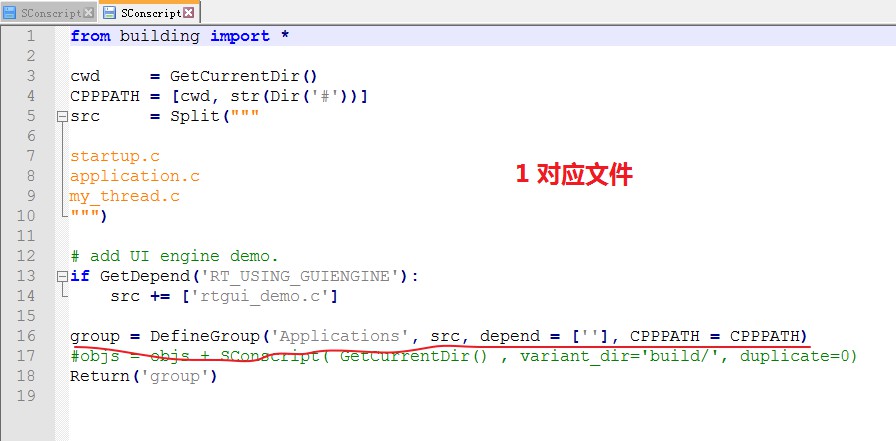 SConscript SConscript
1 from building import *
2
3 cwd     = GetCurrentDir()
4 CPPPATH = [cwd, str(Dir('#'))]
5 src     = Split("""
6
7 startup.c
8 application.c
9 my_thread.c
10 """)
11
12 # add UI engine demo.
13 if GetDepend('RT_USING_GUIENGINE'):
14     src += ['rtgui_demo.c']
15
16 group = DefineGroup('Applications', src, depend = [''], CPPPATH = CPPPATH)
17 #objs = objs + SConscript( GetCurrentDir() , variant_dir='build/', duplicate=0)
18 Return('group')
19
1 对应文件